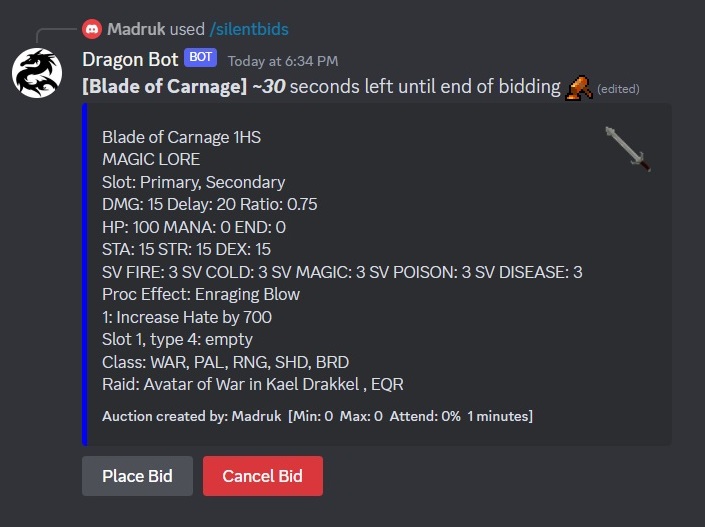 Madruk used /silentbids
Dragon Bot BOT Today at 6:34 PM
[Blade of Carnage] ~30 seconds left until end of bidding (edited)
Blade of Carnage 1HS
MAGIC LORE
Slot: Primary, Secondary
DMG: 15 Delay: 20 Ratio: 0.75
HP: 100 MANA: 0 END: 0
STA: 15 STR: 15 DEX: 15
SV FIRE: 3 SV COLD: 3 SV MAGIC: 3 SV POISON: 3 SV DISEASE: 3
Proc Effect: Enraging Blow
1: Increase Hate by 700
Slot 1, type 4: empty
Class: WAR, PAL, RNG, SHD, BRD
Raid: Avatar of War in Kael Drakkel , EQR
Auction created by: Madruk [Min: 0 Max: 0 Attend: 0% 1 minutes]
Place Bid Cancel Bid